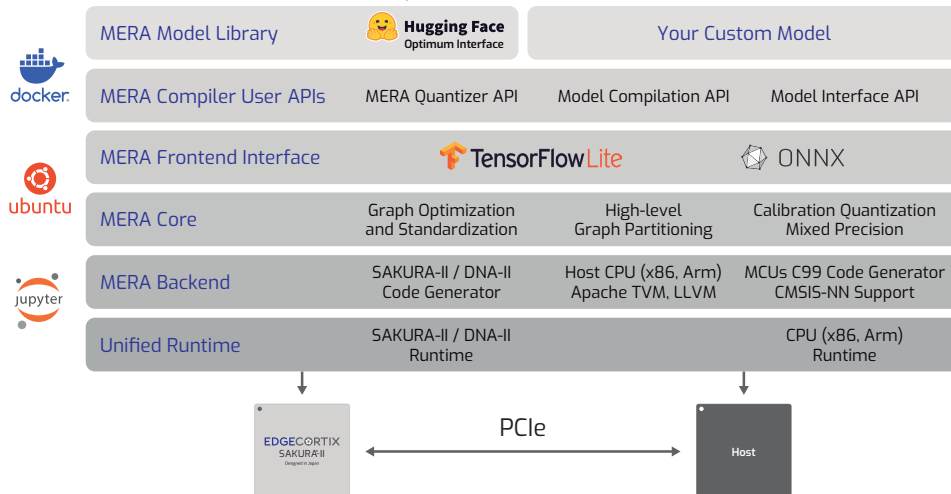 MERA Model Library
Hugging Face
Optimum Interface
Your Custom Model
docker
MERA Compiler User APIs
MERA Quantizer API
Model Compilation API
Model Interface API
MERA Frontend Interface
TensorFlow Lite
ONNX
ubuntu
MERA Core
Graph Optimization
and Standardization
High-level
Graph Partitioning
Calibration Quantization
Mixed Precision
jupyter
MERA Backend
SAKURA-II / DNA-II
Code Generator
Host CPU (x86, Arm)
Apache TVM, LLVM
MCUs C99 Code Generator
CMSIS-NN Support
Unified Runtime
SAKURA-II / DNA-II
Runtime
CPU (x86, Arm)
Runtime
EDGECORTIX
SAKURA-II
Designed in Japan
PCIe
Host